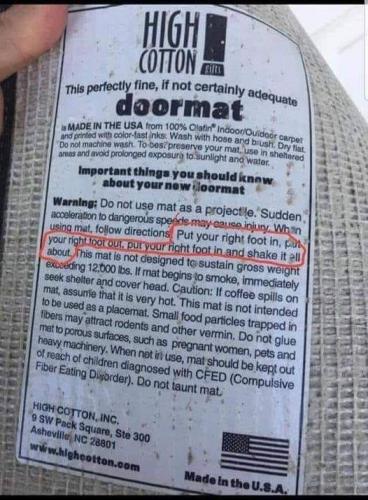 HIGH
COTTON
GIFTS
This perfectly fine, if not certainly adequate
doormat
is MADE IN THE USA from 100% Olefin® Indoor/Outdoor carpet
and printed with color-fast inks. Wash with hose and brush. Dry flat.
Do not machine wash. To best preserve your mat, use in sheltered
areas and avoid prolonged exposure to sunlight and water.
Important things you should know
about your new doormat
Warning: Do not use mat as a projectile. Sudden
acceleration to dangerous speeds may cause injury. When
using mat, follow directions: Put your right foot in, put
your right foot out, put your right foot in and shake it all
about. This mat is not designed to sustain gross weight
exceeding 12,000 lbs. If mat begins to smoke, immediately
seek shelter and cover head. Caution: If coffee spills on
mat, assume that it is very hot. This mat is not intended
to be used as a placemat. Small food particles trapped in
fibers may attract rodents and other vermin. Do not glue
mat to porous surfaces, such as pregnant women, pets and
heavy machinery. When not in use, mat should be kept out
of reach of children diagnosed with CFED (Compulsive
Fiber Eating Disorder). Do not taunt mat.
HIGH COTTON, INC.
9 SW Pack Square, Ste 300
Asheville, NC 28801
www.highcotton.com
Made in the U.S.A.